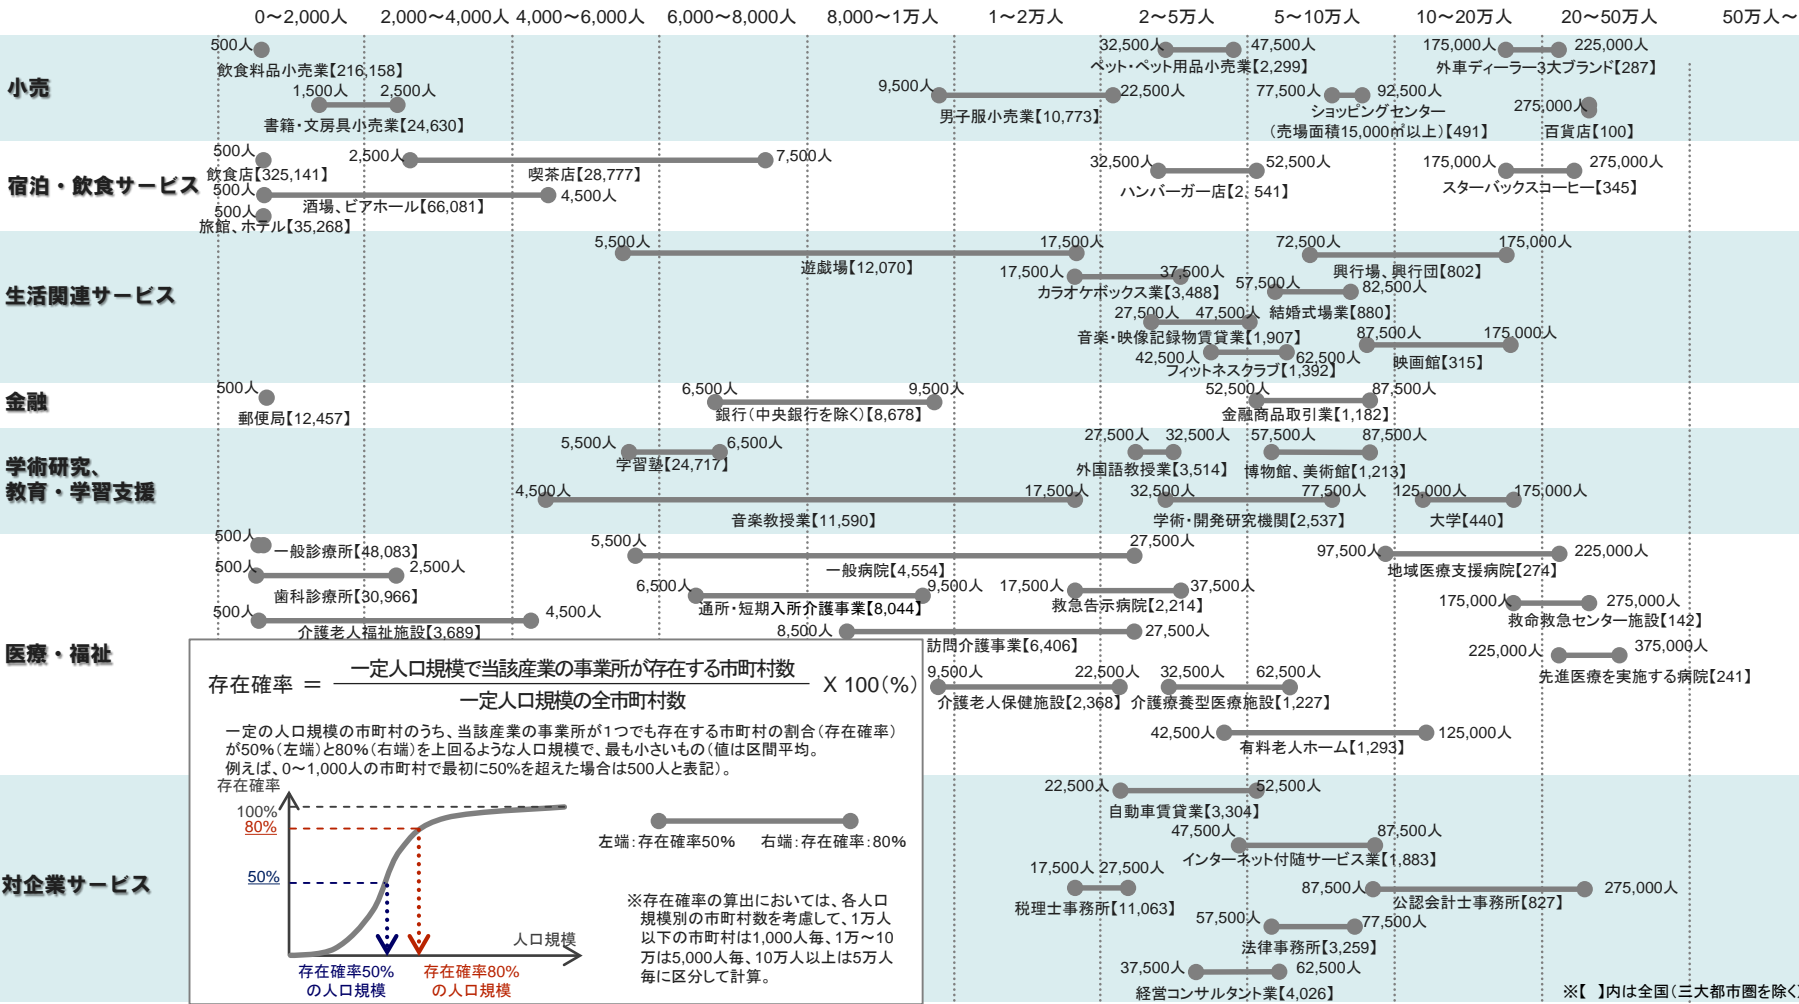 0～2,000人 2,000～4,000人 4,000～6,000人 6,000～8,000人 8,000～1万人 1～2万人 2～5万人 5～10万人 10～20万人 20～50万人 50万人～
小売
500人
飲食料品小売業【216,158】
1,500人 2,500人
書籍・文房具小売業【24,630】
9,500人 22,500人
男子服小売業【10,773】
32,500人 47,500人
ペット・ペット用品小売業【2,299】
77,500人 92,500人
ショッピングセンター
（売場面積15,000㎡以上）【491】
175,000人 225,000人
外車ディーラー3大ブランド【287】
275,000人
百貨店【100】
宿泊・飲食サービス
500人
飲食店【325,141】
2,500人 7,500人
喫茶店【28,777】
500人 4,500人
酒場、ビアホール【66,081】
500人
旅館、ホテル【35,268】
32,500人 52,500人
ハンバーガー店【2,541】
175,000人 275,000人
スターバックスコーヒー【345】
生活関連サービス
5,500人 17,500人
遊戯場【12,070】
17,500人 37,500人
カラオケボックス業【3,488】
27,500人 47,500人
音楽・映像記録物賃貸業【1,907】
42,500人 62,500人
フィットネスクラブ【1,392】
72,500人 175,000人
興行場、興行団【802】
57,500人 82,500人
結婚式場業【880】
87,500人 175,000人
映画館【315】
金融
500人
郵便局【12,457】
6,500人 9,500人
銀行（中央銀行を除く）【8,678】
52,500人 87,500人
金融商品取引業【1,182】
学術研究、
教育・学習支援
5,500人 6,500人
学習塾【24,717】
27,500人 32,500人
外国語教授業【3,514】
57,500人 87,500人
博物館、美術館【1,213】
4,500人 17,500人
音楽教授業【11,590】
32,500人 77,500人
学術・開発研究機関【2,537】
125,000人 175,000人
大学【440】
医療・福祉
500人
一般診療所【48,083】
500人 2,500人
歯科診療所【30,966】
500人 4,500人
介護老人福祉施設【3,689】
5,500人 27,500人
一般病院【4,554】
6,500人 9,500人
通所・短期入所介護事業【8,044】
17,500人 37,500人
救急告示病院【2,214】
8,500人 27,500人
訪問介護事業【6,406】
9,500人 22,500人
介護老人保健施設【2,368】
32,500人 62,500人
介護療養型医療施設【1,227】
42,500人 125,000人
有料老人ホーム【1,293】
97,500人 225,000人
地域医療支援病院【274】
175,000人 275,000人
救命救急センター施設【142】
225,000人 375,000人
先進医療を実施する病院【241】
対企業サービス
22,500人 52,500人
自動車賃貸業【3,304】
47,500人 87,500人
インターネット付随サービス業【1,883】
17,500人 27,500人
税理士事務所【11,063】
87,500人 275,000人
公認会計士事務所【827】
57,500人 77,500人
法律事務所【3,259】
37,500人 62,500人
経営コンサルタント業【4,026】
存在確率 ＝ 一定人口規模で当該産業の事業所が存在する市町村数 X 100（%）
一定人口規模の全市町村数
一定の人口規模の市町村のうち、当該産業の事業所が1つでも存在する市町村の割合（存在確率）
が50%（左端）と80%（右端）を上回るような人口規模で、最も小さいもの（値は区間平均。
例えば、0～1,000人の市町村で最初に50%を超えた場合は500人と表記）。
存在確率
100%
80%
50%
人口規模
存在確率50%
の人口規模
存在確率80%
の人口規模
左端：存在確率50% 右端：存在確率：80%
※存在確率の算出においては、各人口
規模別の市町村数を考慮して、1万人
以下の市町村は1,000人毎、1万～10
万は5,000人毎、10万人以上は5万人
毎に区分して計算。
※【 】内は全国（三大都市圏を除く）